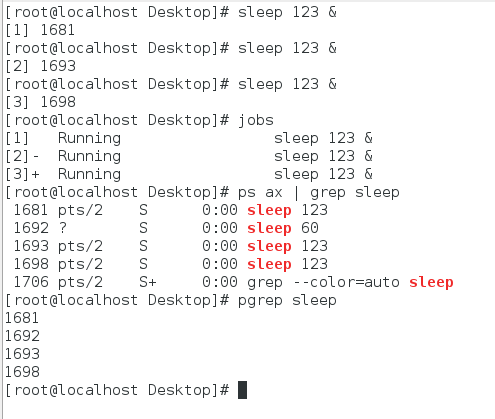 [root@localhost Desktop]# sleep 123 &
[1] 1681
[root@localhost Desktop]# sleep 123 &
[2] 1693
[root@localhost Desktop]# sleep 123 &
[3] 1698
[root@localhost Desktop]# jobs
[1]   Running                 sleep 123 &
[2]-  Running                 sleep 123 &
[3]+  Running                 sleep 123 &
[root@localhost Desktop]# ps ax | grep sleep
 1681 pts/2    S      0:00 sleep 123
 1692 ?        S      0:00 sleep 60
 1693 pts/2    S      0:00 sleep 123
 1698 pts/2    S      0:00 sleep 123
 1706 pts/2    S+     0:00 grep --color=auto sleep
[root@localhost Desktop]# pgrep sleep
1681
1692
1693
1698
[root@localhost Desktop]#